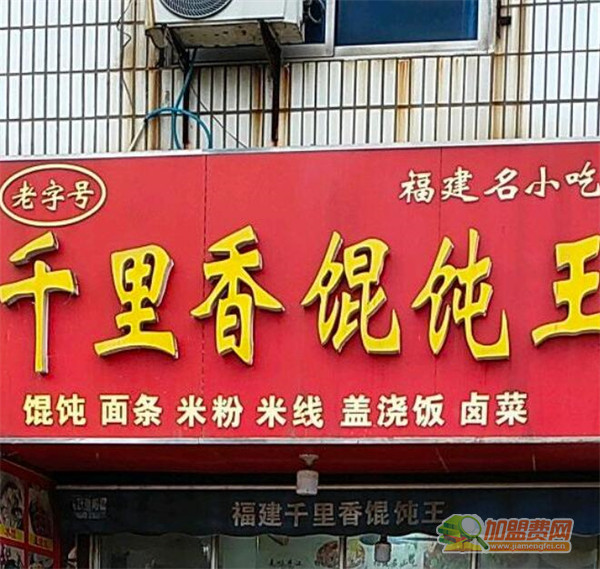 老字号
福建名小吃
千里香馄饨王
馄饨 面条 米粉 米线 盖浇饭 卤菜
福建千里香馄饨王
加盟费网
www.jiamengfei.cn